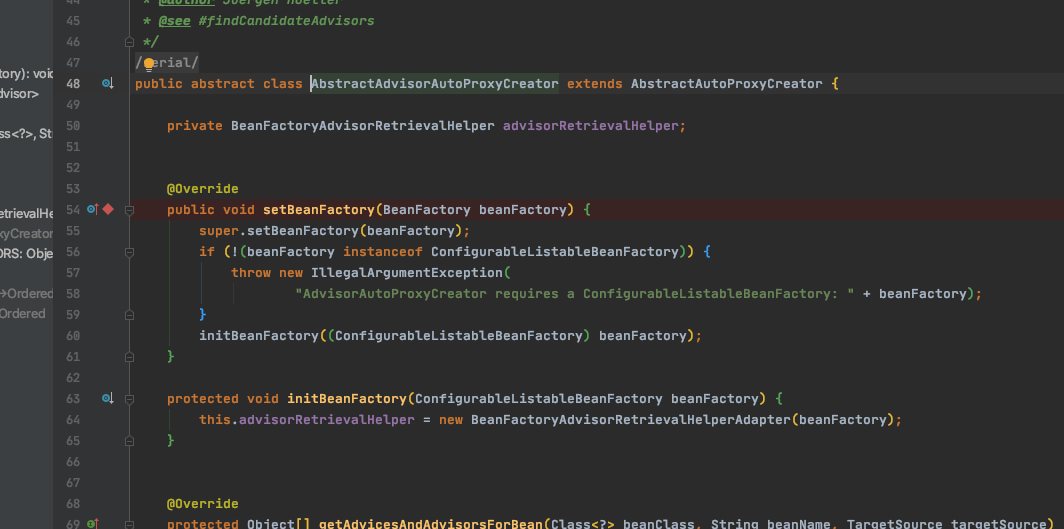 44 * @author Juergen Hoeller
45 * @see #findCandidateAdvisors
46 */
47 /serial/
48 public abstract class AbstractAdvisorAutoProxyCreator extends AbstractAutoProxyCreator {
49
50 private BeanFactoryAdvisorRetrievalHelper advisorRetrievalHelper;
51
52
53 @Override
54 public void setBeanFactory(BeanFactory beanFactory) {
55 super.setBeanFactory(beanFactory);
56 if (!(beanFactory instanceof ConfigurableListableBeanFactory)) {
57 throw new IllegalArgumentException(
58 "AdvisorAutoProxyCreator requires a ConfigurableListableBeanFactory: " + beanFactory);
59 }
60 initBeanFactory((ConfigurableListableBeanFactory) beanFactory);
61 }
62
63 protected void initBeanFactory(ConfigurableListableBeanFactory beanFactory) {
64 this.advisorRetrievalHelper = new BeanFactoryAdvisorRetrievalHelperAdapter(beanFactory);
65 }
66
67
68 @Override
69 protected Object[] getAdvicesAndAdvisorsForBean(Class<?> beanClass, String beanName, TargetSource targetSource)
tory): void
dvisor>
ss<?>, St
etrievalHe
xyCreator
ORS: Obje
→Ordered
Ordered